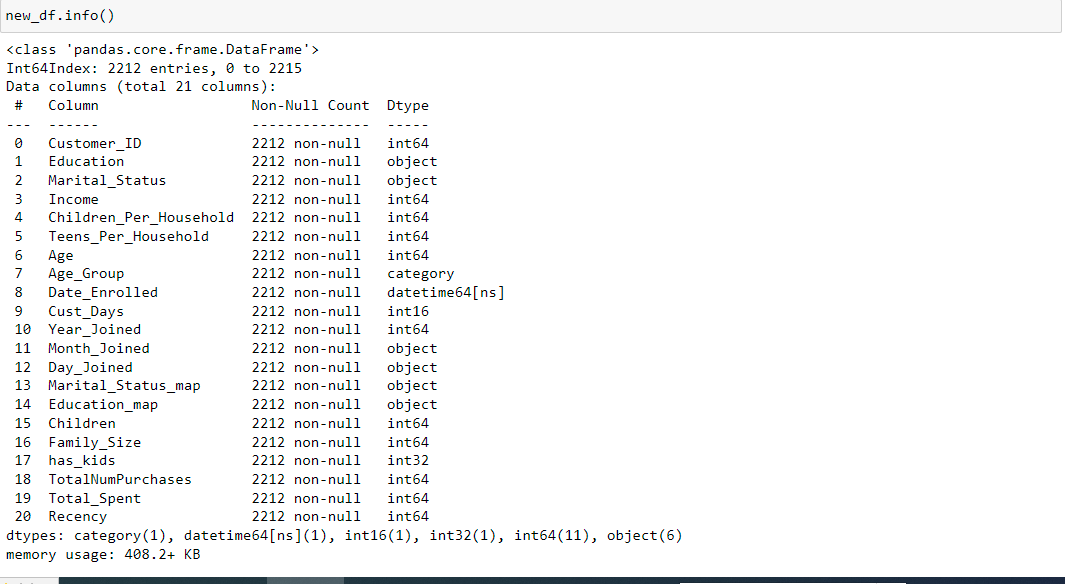 new_df.info()
<class 'pandas.core.frame.DataFrame'>
Int64Index: 2212 entries, 0 to 2215
Data columns (total 21 columns):
 #   Column                  Non-Null Count  Dtype
---  ------                  --------------  -----
 0   Customer_ID             2212 non-null   int64
 1   Education               2212 non-null   object
 2   Marital_Status          2212 non-null   object
 3   Income                  2212 non-null   int64
 4   Children_Per_Household  2212 non-null   int64
 5   Teens_Per_Household     2212 non-null   int64
 6   Age                     2212 non-null   int64
 7   Age_Group               2212 non-null   category
 8   Date_Enrolled           2212 non-null   datetime64[ns]
 9   Cust_Days               2212 non-null   int16
 10  Year_Joined             2212 non-null   int64
 11  Month_Joined            2212 non-null   object
 12  Day_Joined              2212 non-null   object
 13  Marital_Status_map      2212 non-null   object
 14  Education_map           2212 non-null   object
 15  Children                2212 non-null   int64
 16  Family_Size             2212 non-null   int64
 17  has_kids                2212 non-null   int32
 18  TotalNumPurchases       2212 non-null   int64
 19  Total_Spent             2212 non-null   int64
 20  Recency                 2212 non-null   int64
dtypes: category(1), datetime64[ns](1), int16(1), int32(1), int64(11), object(6)
memory usage: 408.2+ KB